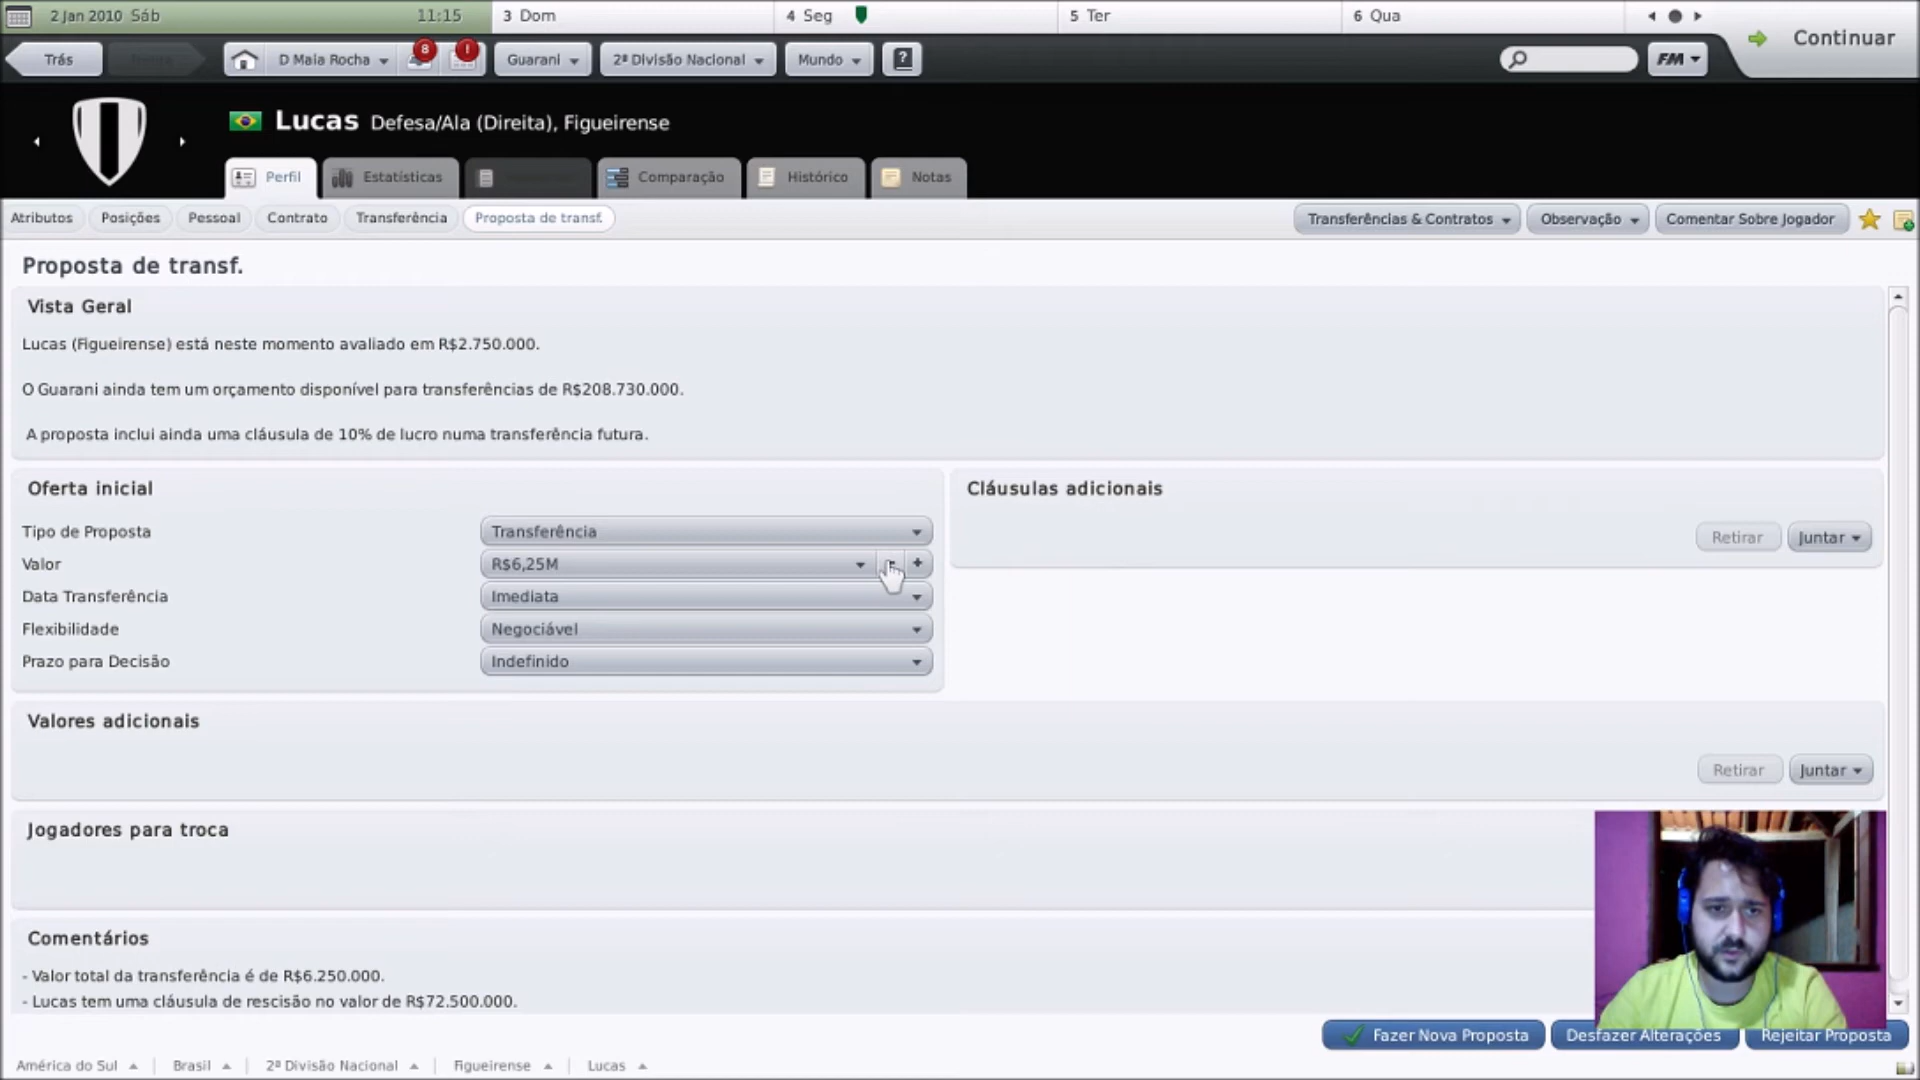 2 Jan 2010 Sáb 11:15 3 Dom 4 Seg 5 Ter 6 Qua
Continuar
Trás D Maia Rocha 8 ! Guarani 2ª Divisão Nacional Mundo ? FM
Lucas Defesa/Ala (Direita), Figueirense
Perfil Estatísticas Comparação Histórico Notas
Atributos Posições Pessoal Contrato Transferência Proposta de transf. Transferências & Contratos Observação Comentar Sobre Jogador
Proposta de transf.
Vista Geral
Lucas (Figueirense) está neste momento avaliado em R$2.750.000.
O Guarani ainda tem um orçamento disponível para transferências de R$208.730.000.
A proposta inclui ainda uma cláusula de 10% de lucro numa transferência futura.
Oferta inicial
Tipo de Proposta Transferência
Valor R$6,25M - +
Data Transferência Imediata
Flexibilidade Negociável
Prazo para Decisão Indefinido
Cláusulas adicionais
Retirar Juntar
Valores adicionais
Retirar Juntar
Jogadores para troca
Comentários
- Valor total da transferência é de R$6.250.000.
- Lucas tem uma cláusula de rescisão no valor de R$72.500.000.
Fazer Nova Proposta Desfazer Alterações Rejeitar Proposta
América do Sul Brasil 2ª Divisão Nacional Figueirense Lucas